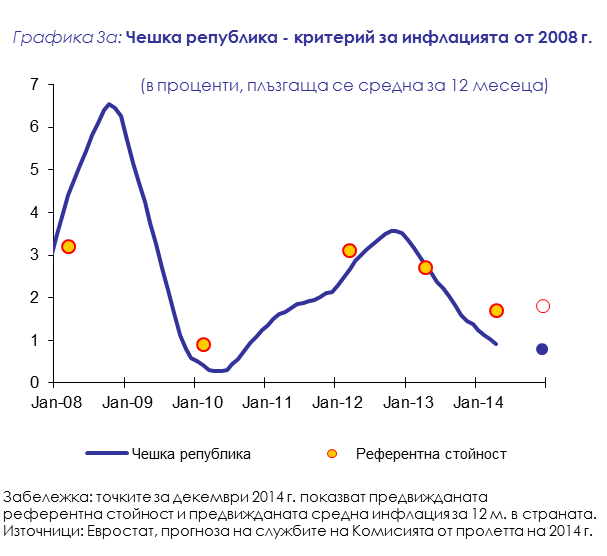 Графика 3а: Чешка република - критерий за инфлацията от 2008 г.
(в проценти, плъзгаща се средна за 12 месеца)
7
6
5
4
3
2
1
0
Jan-08 Jan-09 Jan-10 Jan-11 Jan-12 Jan-13 Jan-14
Чешка република Референтна стойност
Забележка: точките за декември 2014 г. показват предвижданата
референтна стойност и предвижданата средна инфлация за 12 м. в страната.
Източници: Евростат, прогноза на службите на Комисията от пролетта на 2014 г.